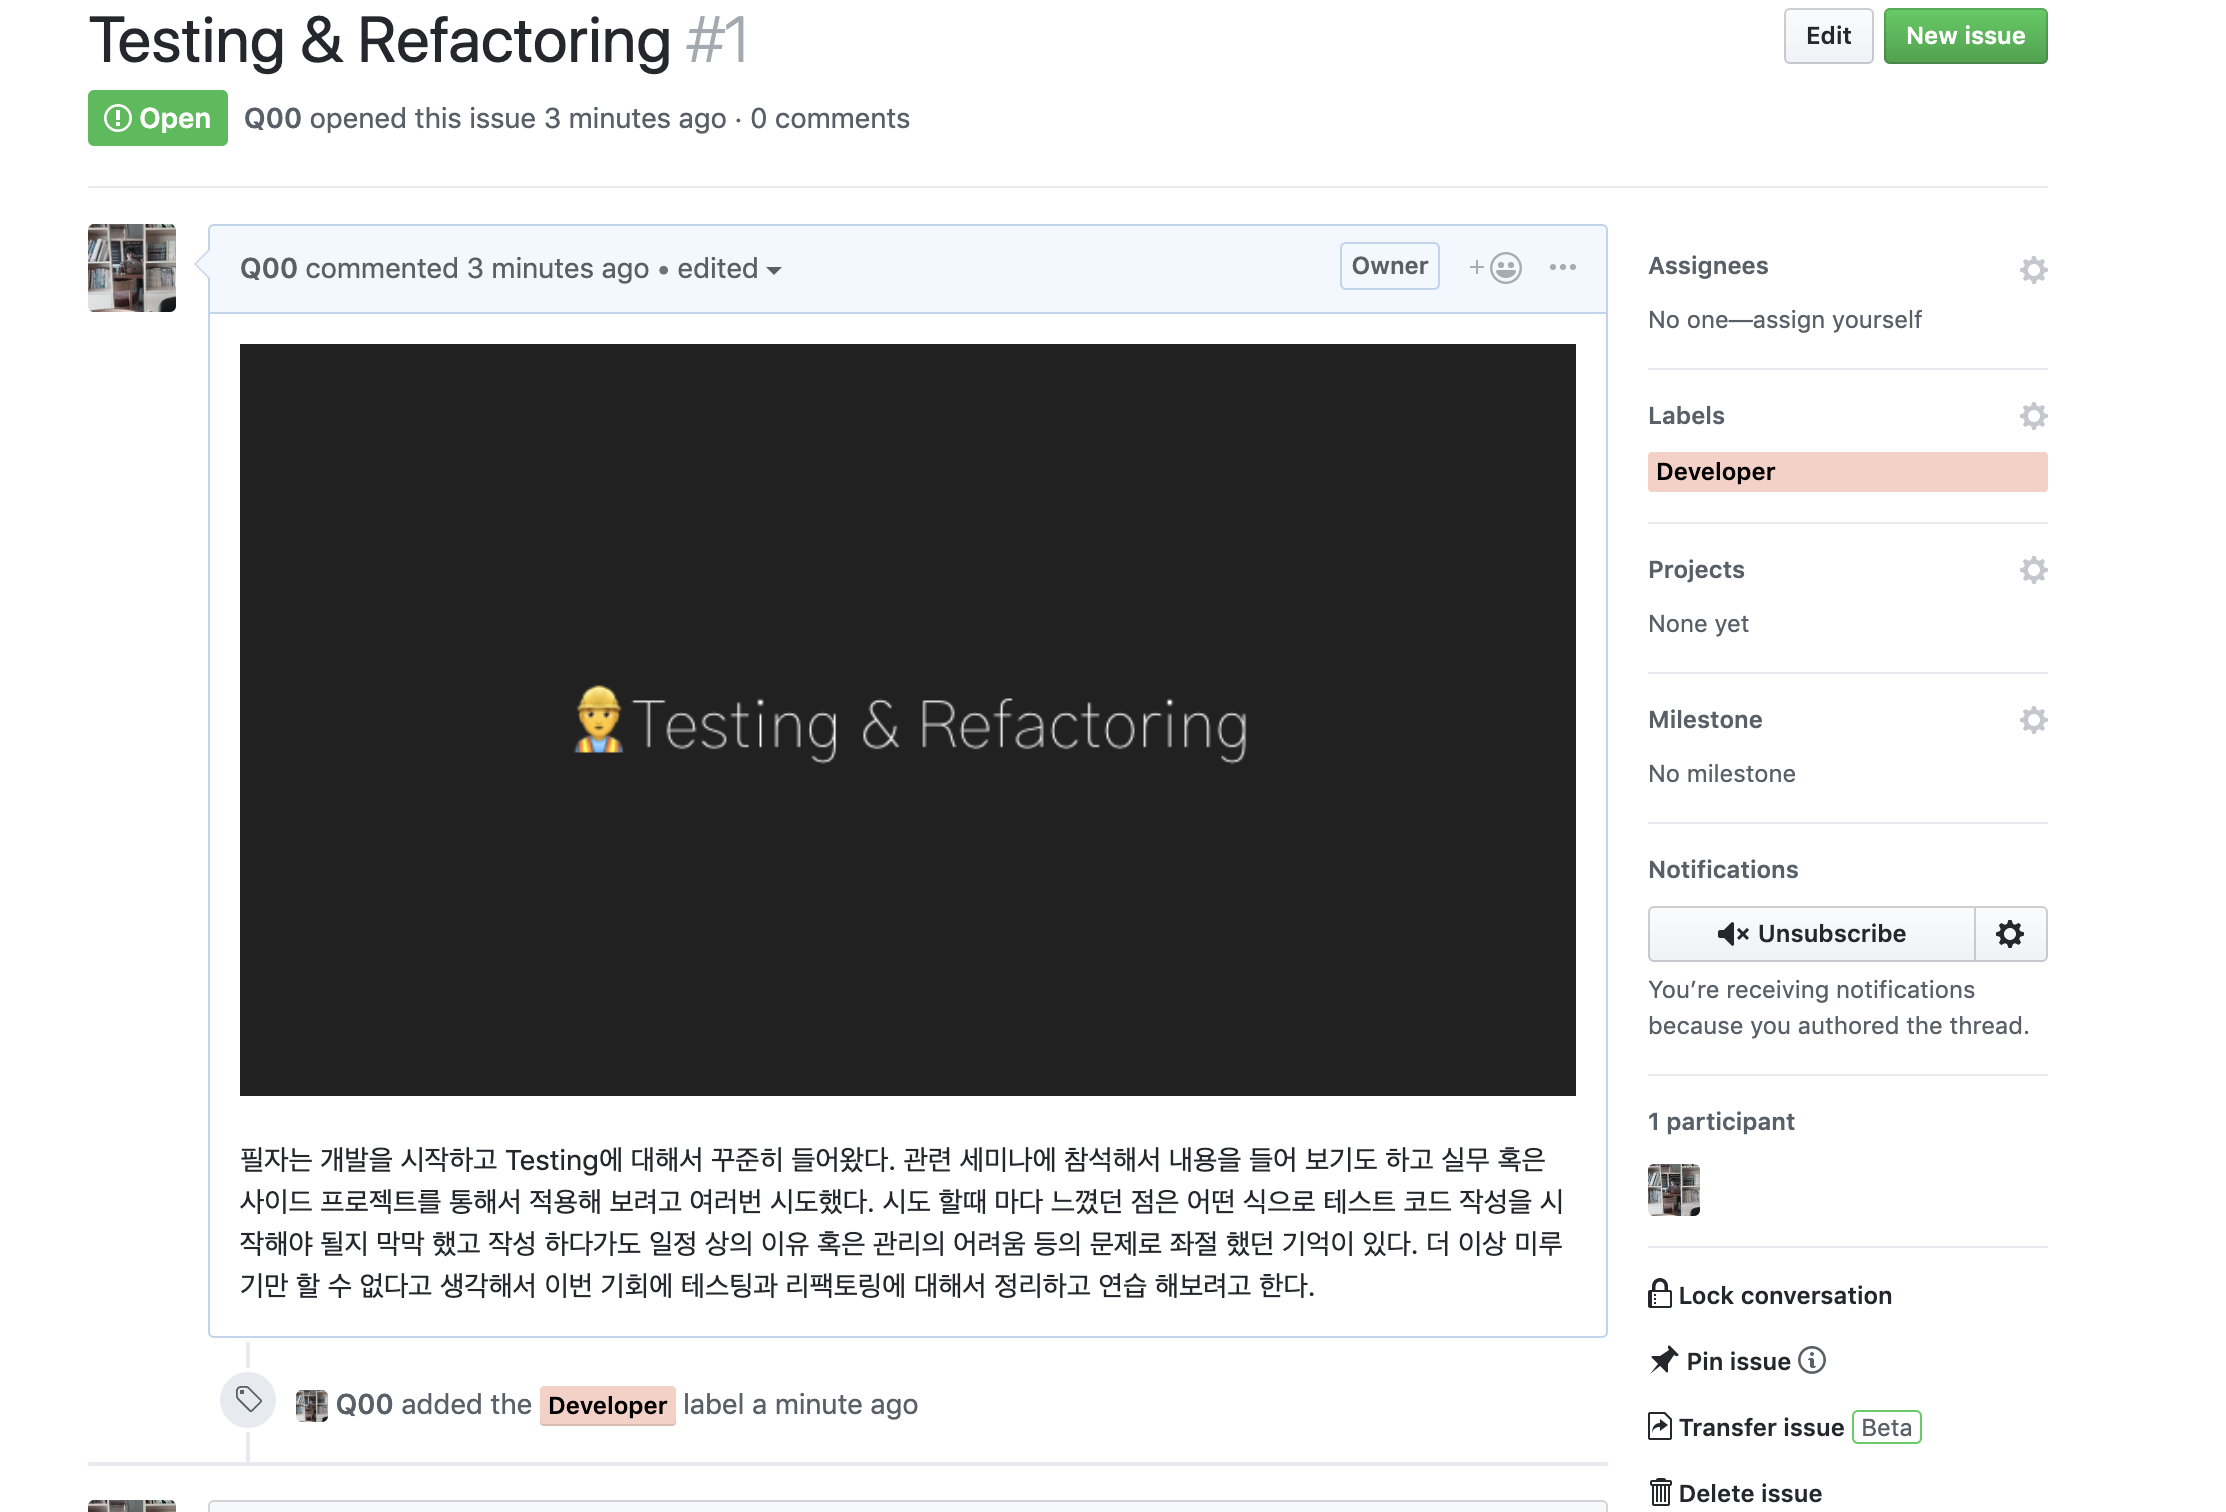 Testing & Refactoring #1
Edit
New issue
Open
Q00 opened this issue 3 minutes ago · 0 comments
Q00 commented 3 minutes ago • edited
Owner
Testing & Refactoring
필자는 개발을 시작하고 Testing에 대해서 꾸준히 들어왔다. 관련 세미나에 참석해서 내용을 들어 보기도 하고 실무 혹은
사이드 프로젝트를 통해서 적용해 보려고 여러번 시도했다. 시도 할때 마다 느꼈던 점은 어떤 식으로 테스트 코드 작성을 시
작해야 될지 막막 했고 작성 하다가도 일정 상의 이유 혹은 관리의 어려움 등의 문제로 좌절 했던 기억이 있다. 더 이상 미루
기만 할 수 없다고 생각해서 이번 기회에 테스팅과 리팩토링에 대해서 정리하고 연습 해보려고 한다.
Q00 added the Developer label a minute ago
Assignees
No one—assign yourself
Labels
Developer
Projects
None yet
Milestone
No milestone
Notifications
Unsubscribe
You’re receiving notifications
because you authored the thread.
1 participant
Lock conversation
Pin issue
Transfer issue Beta
Delete issue